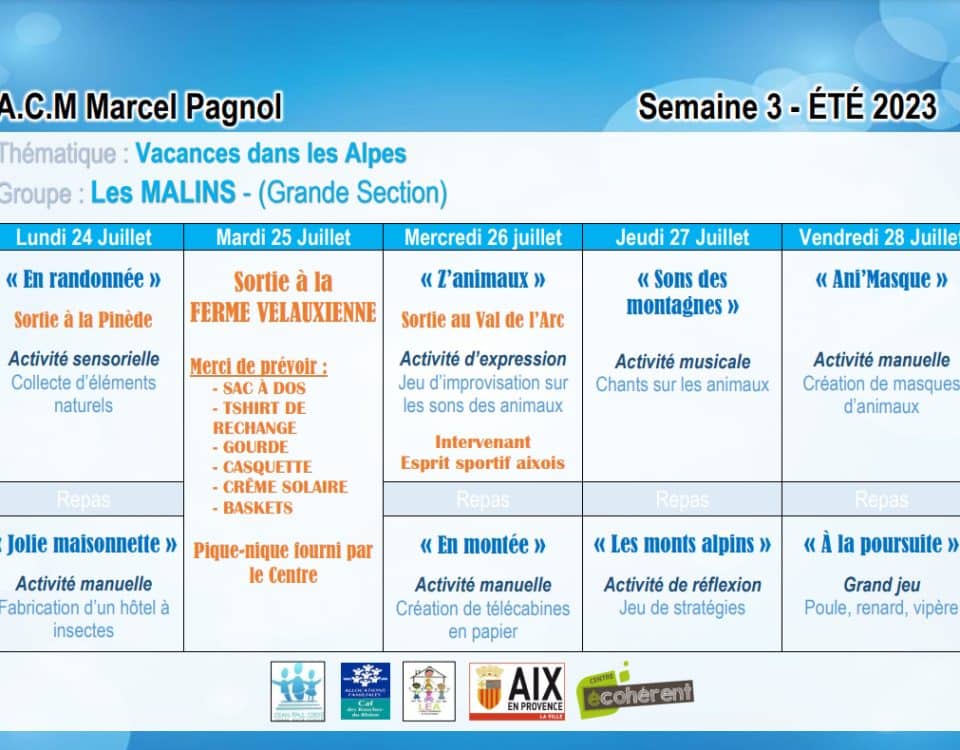 A.C.M Marcel Pagnol
Semaine 3 - ÉTÉ 2023
Thématique : Vacances dans les Alpes
Groupe : Les MALINS - (Grande Section)
Lundi 24 Juillet
« En randonnée »
Sortie à la Pinède
Activité sensorielle
Collecte d’éléments
naturels
Repas
« Jolie maisonnette »
Activité manuelle
Fabrication d’un hôtel à
insectes
Mardi 25 Juillet
Sortie à la
FERME VELAUXIENNE
Merci de prévoir :
- SAC À DOS
- TSHIRT DE
RECHANGE
- GOURDE
- CASQUETTE
- CRÊME SOLAIRE
- BASKETS
Pique-nique fourni par
le Centre
Mercredi 26 juillet
« Z’animaux »
Sortie au Val de l’Arc
Activité d’expression
Jeu d’improvisation sur
les sons des animaux
Intervenant
Esprit sportif aixois
Repas
« En montée »
Activité manuelle
Création de télécabines
en papier
Jeudi 27 Juillet
« Sons des
montagnes »
Activité musicale
Chants sur les animaux
Repas
« Les monts alpins »
Activité de réflexion
Jeu de stratégies
Vendredi 28 Juillet
« Ani’Masque »
Activité manuelle
Création de masques
d’animaux
Repas
« À la poursuite »
Grand jeu
Poule, renard, vipère
ALLOCATIONS
FAMILIALES
Caf
des Bouches-
du Rhône
LEA
AIX
EN PROVENCE
LA VILLE
CENTRE
écohérent